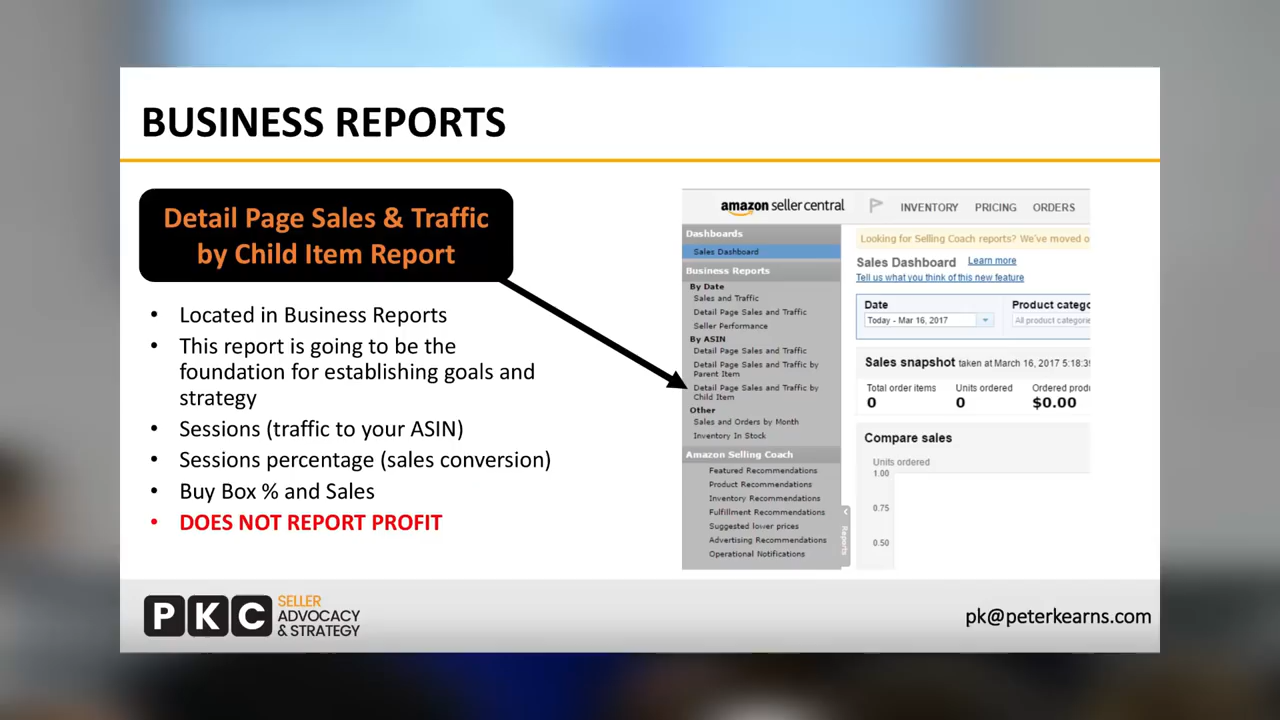 BUSINESS REPORTS
Detail Page Sales & Traffic
by Child Item Report
• Located in Business Reports
• This report is going to be the
foundation for establishing goals and
strategy
• Sessions (traffic to your ASIN)
• Sessions percentage (sales conversion)
• Buy Box % and Sales
• DOES NOT REPORT PROFIT
amazon seller central
INVENTORY PRICING ORDERS
Dashboards
Sales Dashboard
Business Reports
By Date
Sales and Traffic
Detail Page Sales and Traffic
Seller Performance
By ASIN
Detail Page Sales and Traffic
Detail Page Sales and Traffic by
Parent Item
Detail Page Sales and Traffic by
Child Item
Other
Sales and Orders by Month
Inventory In Stock
Amazon Selling Coach
Featured Recommendations
Product Recommendations
Inventory Recommendations
Fulfillment Recommendations
Suggested lower prices
Advertising Recommendations
Operational Notifications
Reports
Looking for Selling Coach reports? We've moved o
Sales Dashboard Learn more
Tell us what you think of this new feature
Date Product catego
Today - Mar 16, 2017 All product categorie
Sales snapshot taken at March 16, 2017 5:18:39
Total order items Units ordered Ordered produ
0 0 $0.00
Compare sales
Units ordered
1.00
0.75
0.50
PKC SELLER
ADVOCACY
& STRATEGY
pk@peterkearns.com